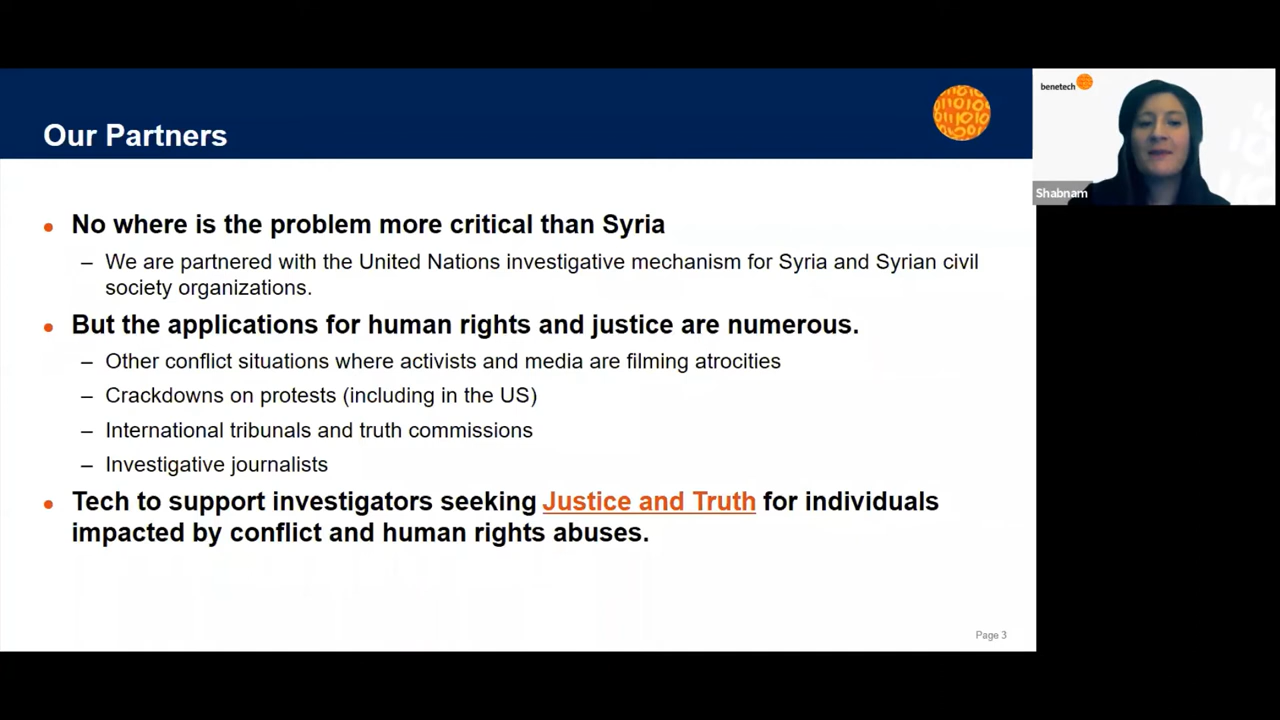 Our Partners
benetech
Shabnam
• No where is the problem more critical than Syria
– We are partnered with the United Nations investigative mechanism for Syria and Syrian civil
society organizations.
• But the applications for human rights and justice are numerous.
– Other conflict situations where activists and media are filming atrocities
– Crackdowns on protests (including in the US)
– International tribunals and truth commissions
– Investigative journalists
• Tech to support investigators seeking Justice and Truth for individuals
impacted by conflict and human rights abuses.
Page 3